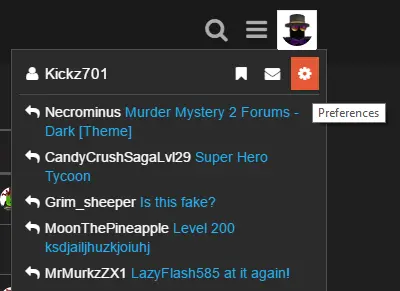 Kickz701
Preferences
Necrominus Murder Mystery 2 Forums -
Dark [Theme]
CandyCrushSagaLvl29 Super Hero
Tycoon
Grim_sheeper Is this fake?
MoonThePineapple Level 200
ksdjailjhuzkjoiuhj
MrMurkzZX1 LazyFlash585 at it again!